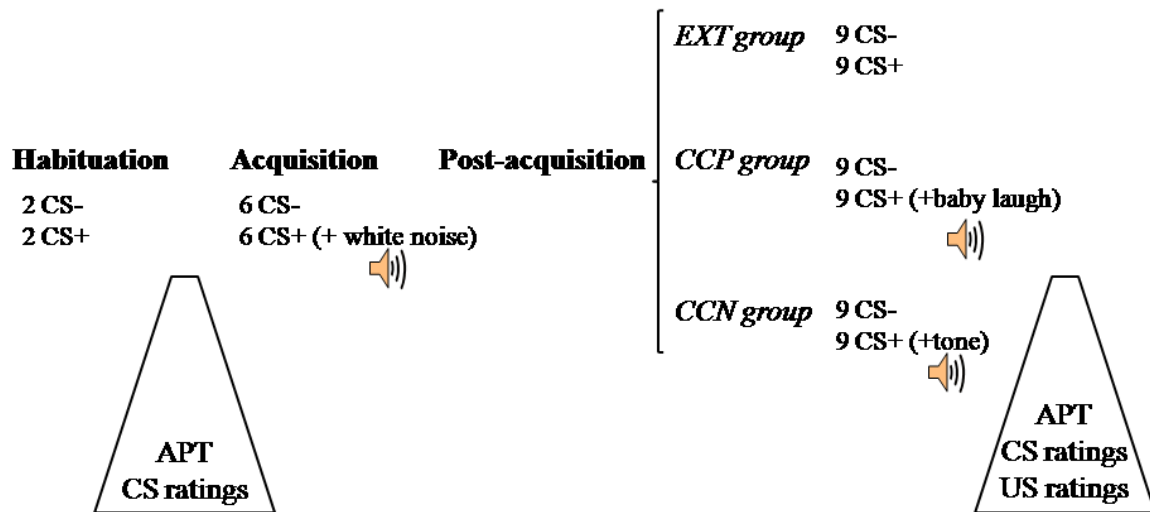 Habituation
2 CS-
2 CS+
APT
CS ratings
Acquisition
6 CS-
6 CS+ (+ white noise)
Post-acquisition
EXT group
9 CS-
9 CS+
CCP group
9 CS-
9 CS+ (+baby laugh)
CCN group
9 CS-
9 CS+ (+tone)
APT
CS ratings
US ratings